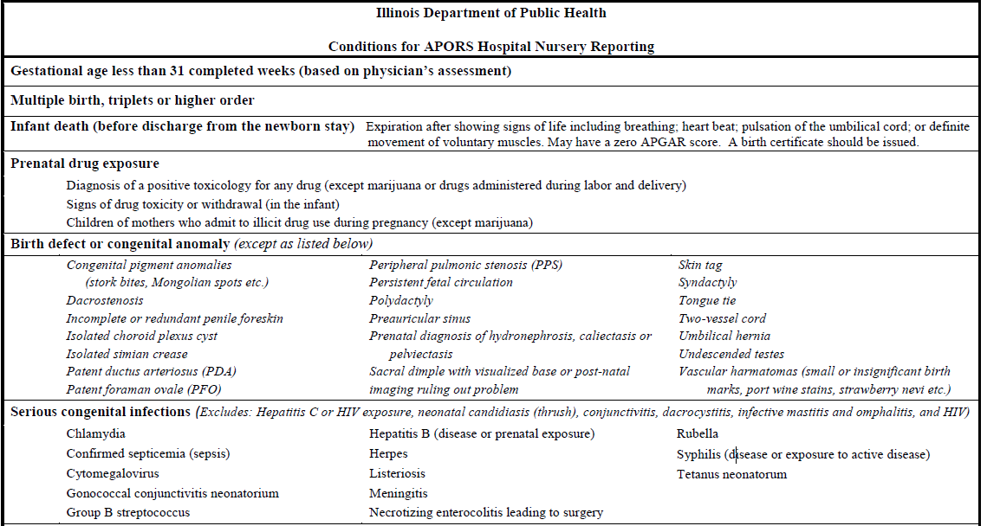 Illinois Department of Public Health
Conditions for APORS Hospital Nursery Reporting
Gestational age less than 31 completed weeks (based on physician's assessment)
Multiple birth, triplets or higher order
Infant death (before discharge from the newborn stay) Expiration after showing signs of life including breathing; heart beat; pulsation of the umbilical cord; or definite
movement of voluntary muscles. May have a zero APGAR score. A birth certificate should be issued.
Prenatal drug exposure
Diagnosis of a positive toxicology for any drug (except marijuana or drugs administered during labor and delivery)
Signs of drug toxicity or withdrawal (in the infant)
Children of mothers who admit to illicit drug use during pregnancy (except marijuana)
Birth defect or congenital anomaly (except as listed below)
Congenital pigment anomalies
(stork bites, Mongolian spots etc.)
Dacrostenosis
Incomplete or redundant penile foreskin
Isolated choroid plexus cyst
Isolated simian crease
Patent ductus arteriosus (PDA)
Patent foraman ovale (PFO)
Peripheral pulmonic stenosis (PPS)
Persistent fetal circulation
Polydactyly
Preauricular sinus
Prenatal diagnosis of hydronephrosis, caliectasis or
pelviectasis
Sacral dimple with visualized base or post-natal
imaging ruling out problem
Skin tag
Syndactyly
Tongue tie
Two-vessel cord
Umbilical hernia
Undescended testes
Vascular harmatomas (small or insignificant birth
marks, port wine stains, strawberry nevi etc.)
Serious congenital infections (Excludes: Hepatitis C or HIV exposure, neonatal candidiasis (thrush), conjunctivitis, dacrocystitis, infective mastitis and omphalitis, and HIV)
Chlamydia
Confirmed septicemia (sepsis)
Cytomegalovirus
Gonococcal conjunctivitis neonatorium
Group B streptococcus
Hepatitis B (disease or prenatal exposure)
Herpes
Listeriosis
Meningitis
Necrotizing enterocolitis leading to surgery
Rubella
Syphilis (disease or exposure to active disease)
Tetanus neonatorum